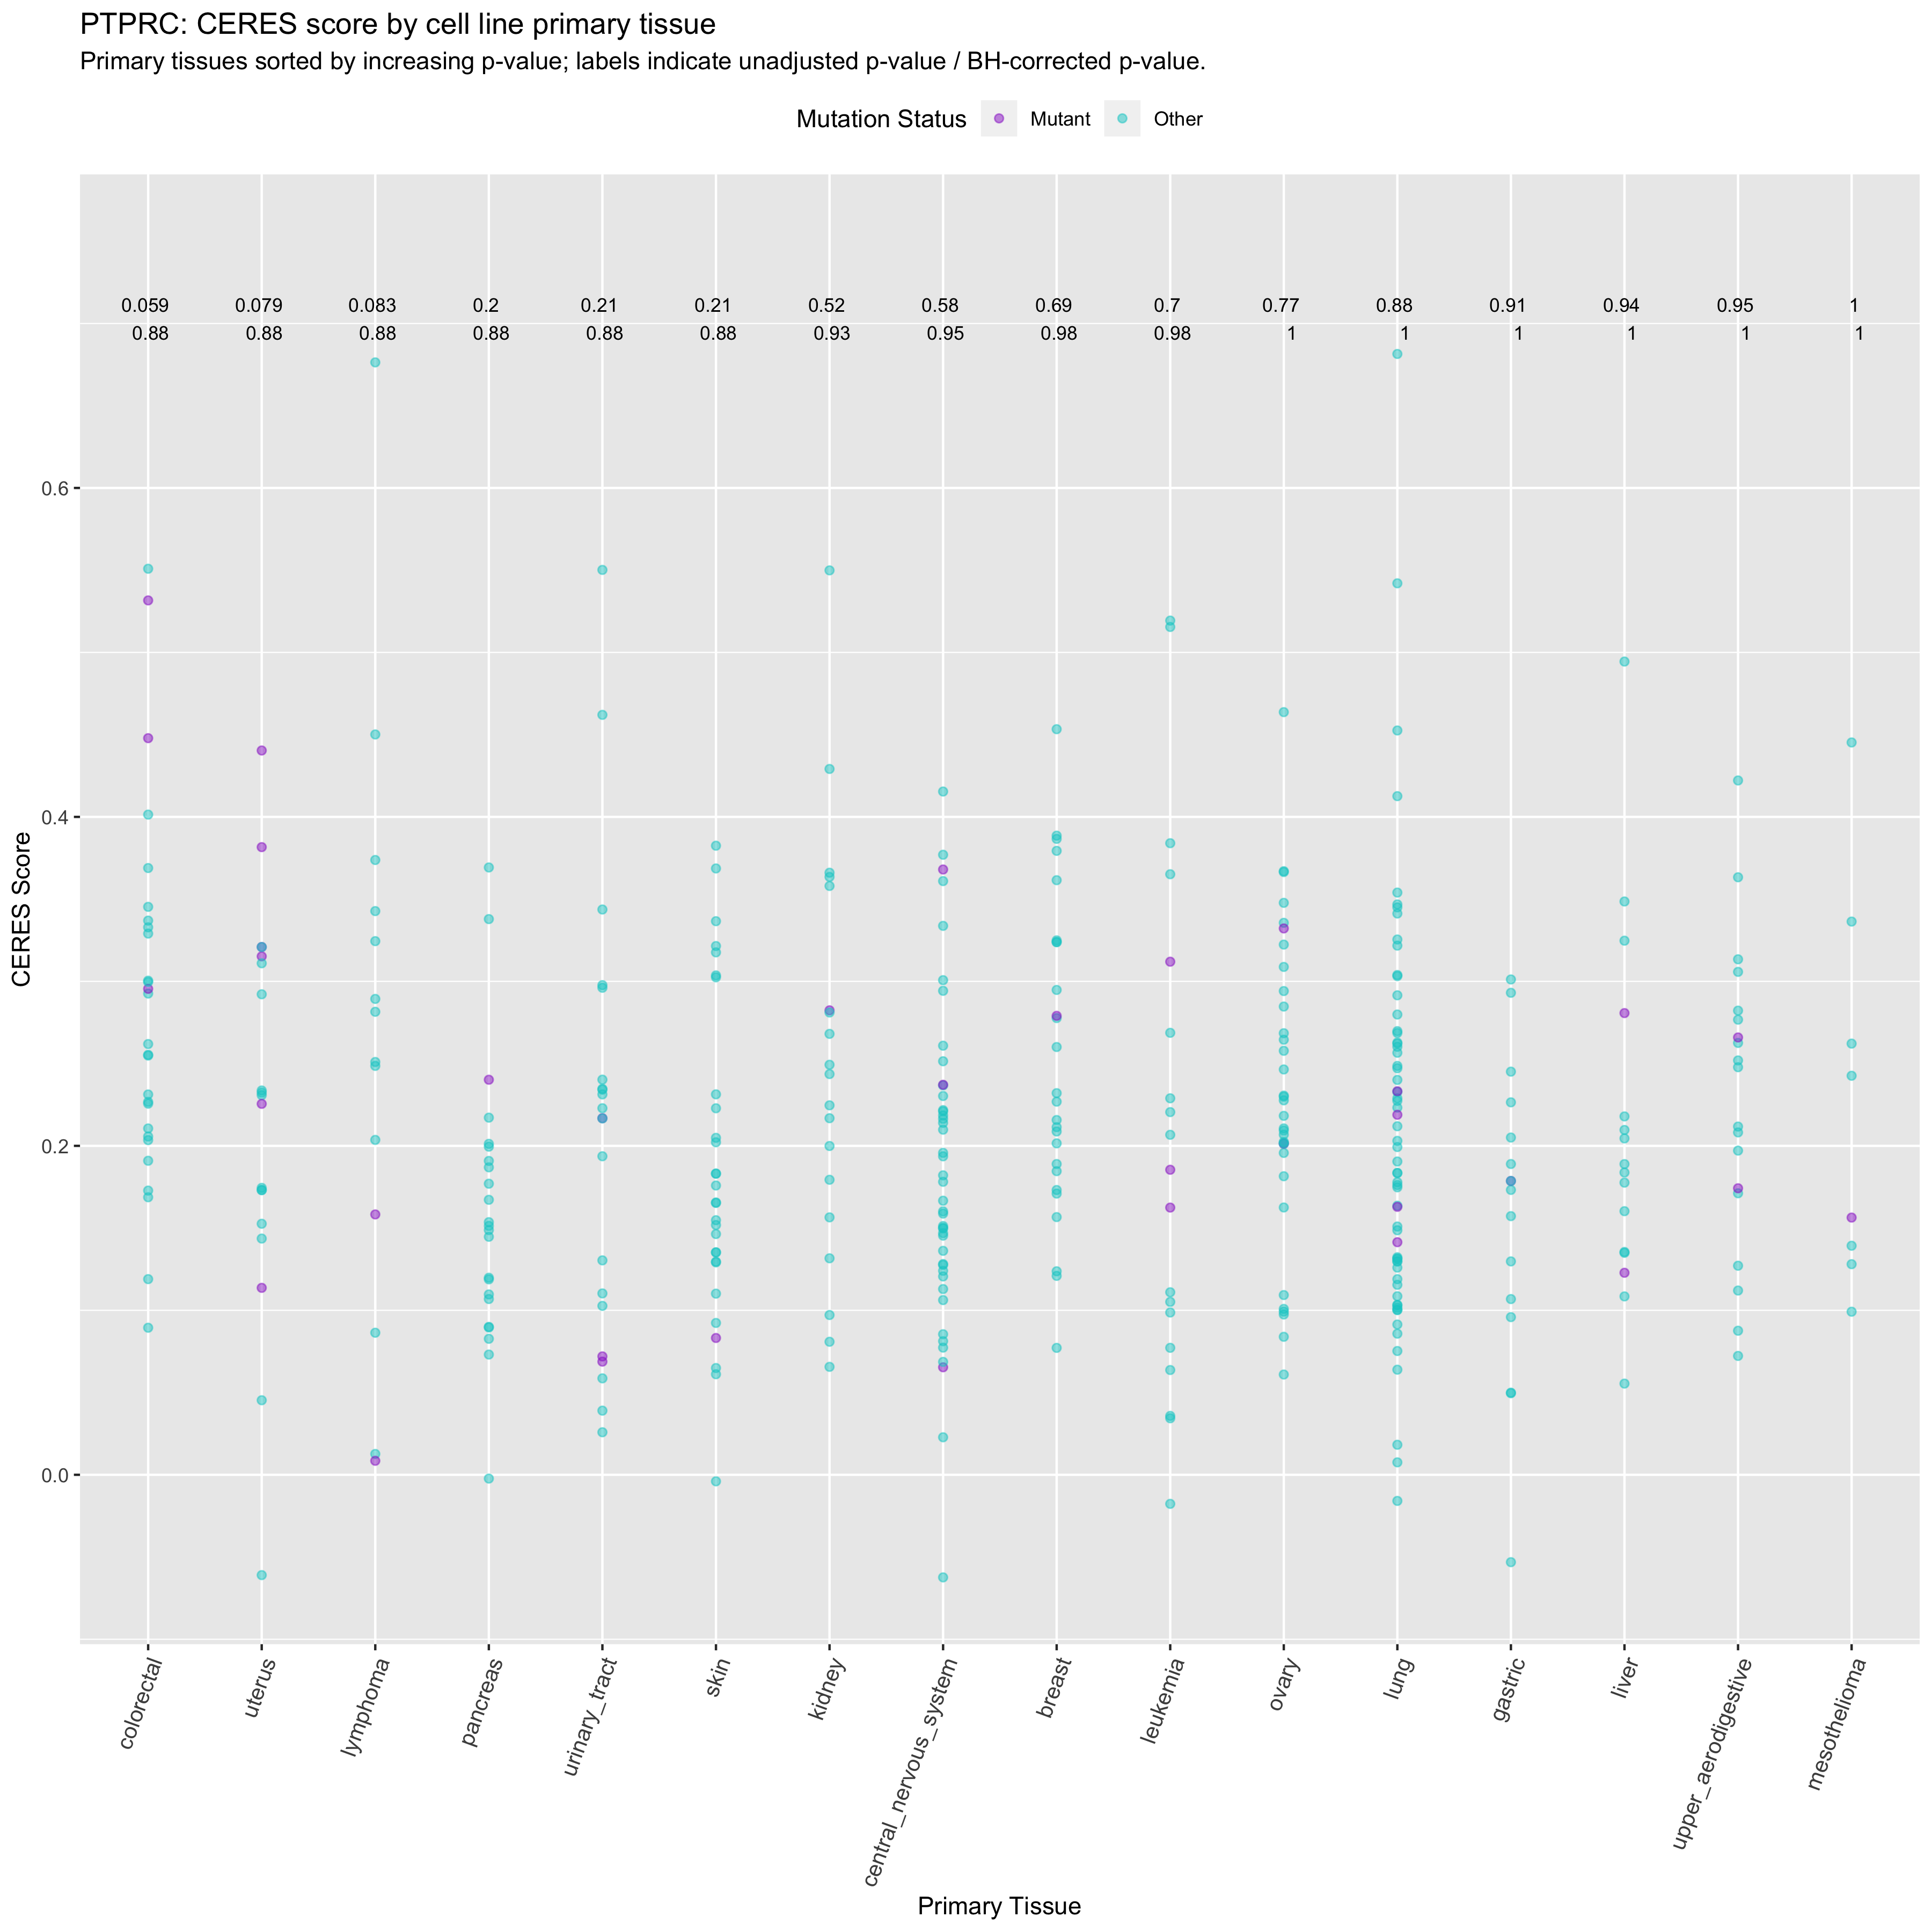 PTPRC: CERES score by cell line primary tissue
Primary tissues sorted by increasing p-value; labels indicate unadjusted p-value / BH-corrected p-value.
Mutation Status Mutant Other
0.059 0.079 0.083 0.2 0.21 0.21 0.52 0.58 0.69 0.7 0.77 0.88 0.91 0.94 0.95 1
0.88 0.88 0.88 0.88 0.88 0.88 0.93 0.95 0.98 0.98 1 1 1 1 1 1
0.6
0.4
0.2
0.0
CERES Score
colorectal uterus lymphoma pancreas urinary_tract skin kidney central_nervous_system breast leukemia ovary lung gastric liver upper_aerodigestive mesothelioma
Primary Tissue